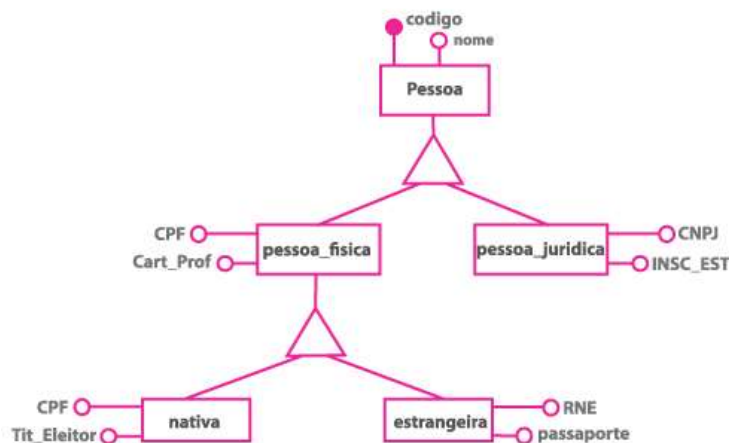 codigo
nome
Pessoa
CPF
Cart_Prof
pessoa_fisica
pessoa_juridica
CNPJ
INSC_EST
CPF
Tit_Eleitor
nativa
estrangeira
RNE
passaporte